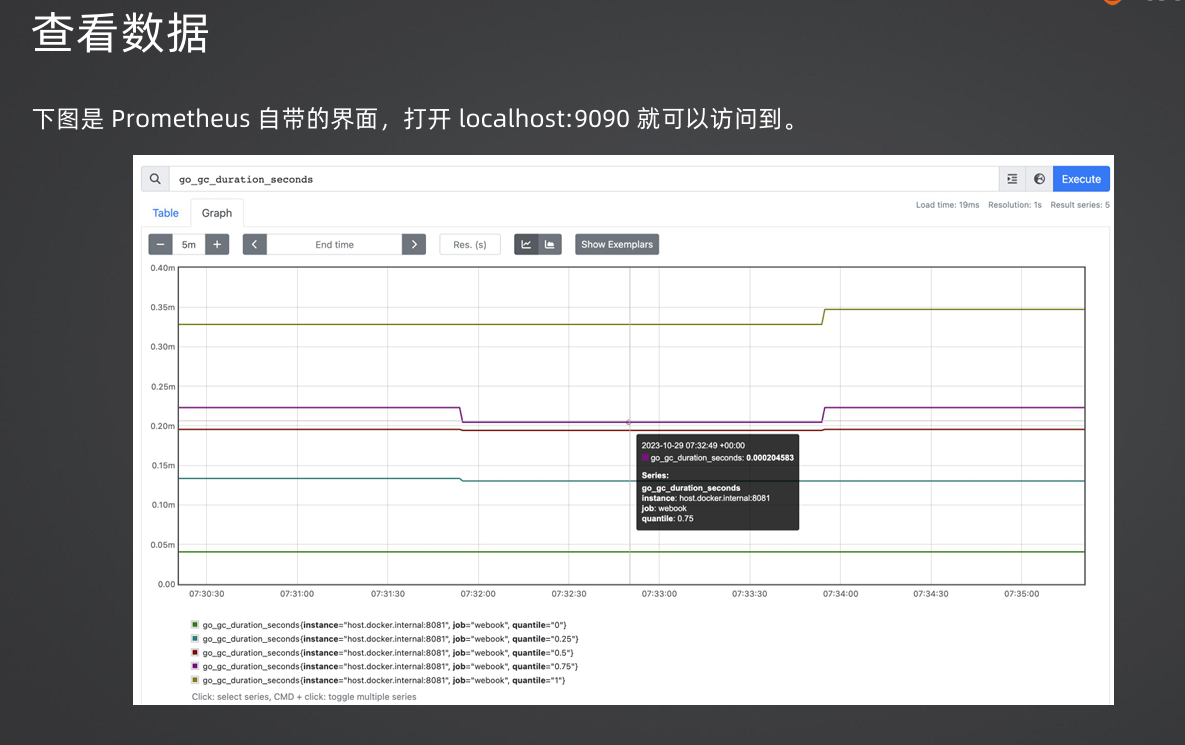 查看数据
下图是 Prometheus 自带的界面，打开 localhost:9090 就可以访问到。
go_gc_duration_seconds
Execute
Table
Graph
Load time: 19ms Resolution: 1s Result series: 5
− 5m + End time Res. (s) Show Exemplars
0.40m
0.35m
0.30m
0.25m
0.20m
0.15m
0.10m
0.05m
0.00
2023-10-29 07:32:49 +00:00
go_gc_duration_seconds: 0.000204583
Series:
go_gc_duration_seconds
instance: host.docker.internal:8081
job: webook
quantile: 0.75
07:30:30 07:31:00 07:31:30 07:32:00 07:32:30 07:33:00 07:33:30 07:34:00 07:34:30 07:35:00
go_gc_duration_seconds{instance="host.docker.internal:8081", job="webook", quantile="0"}
go_gc_duration_seconds{instance="host.docker.internal:8081", job="webook", quantile="0.25"}
go_gc_duration_seconds{instance="host.docker.internal:8081", job="webook", quantile="0.5"}
go_gc_duration_seconds{instance="host.docker.internal:8081", job="webook", quantile="0.75"}
go_gc_duration_seconds{instance="host.docker.internal:8081", job="webook", quantile="1"}
Click: select series, CMD + click: toggle multiple series